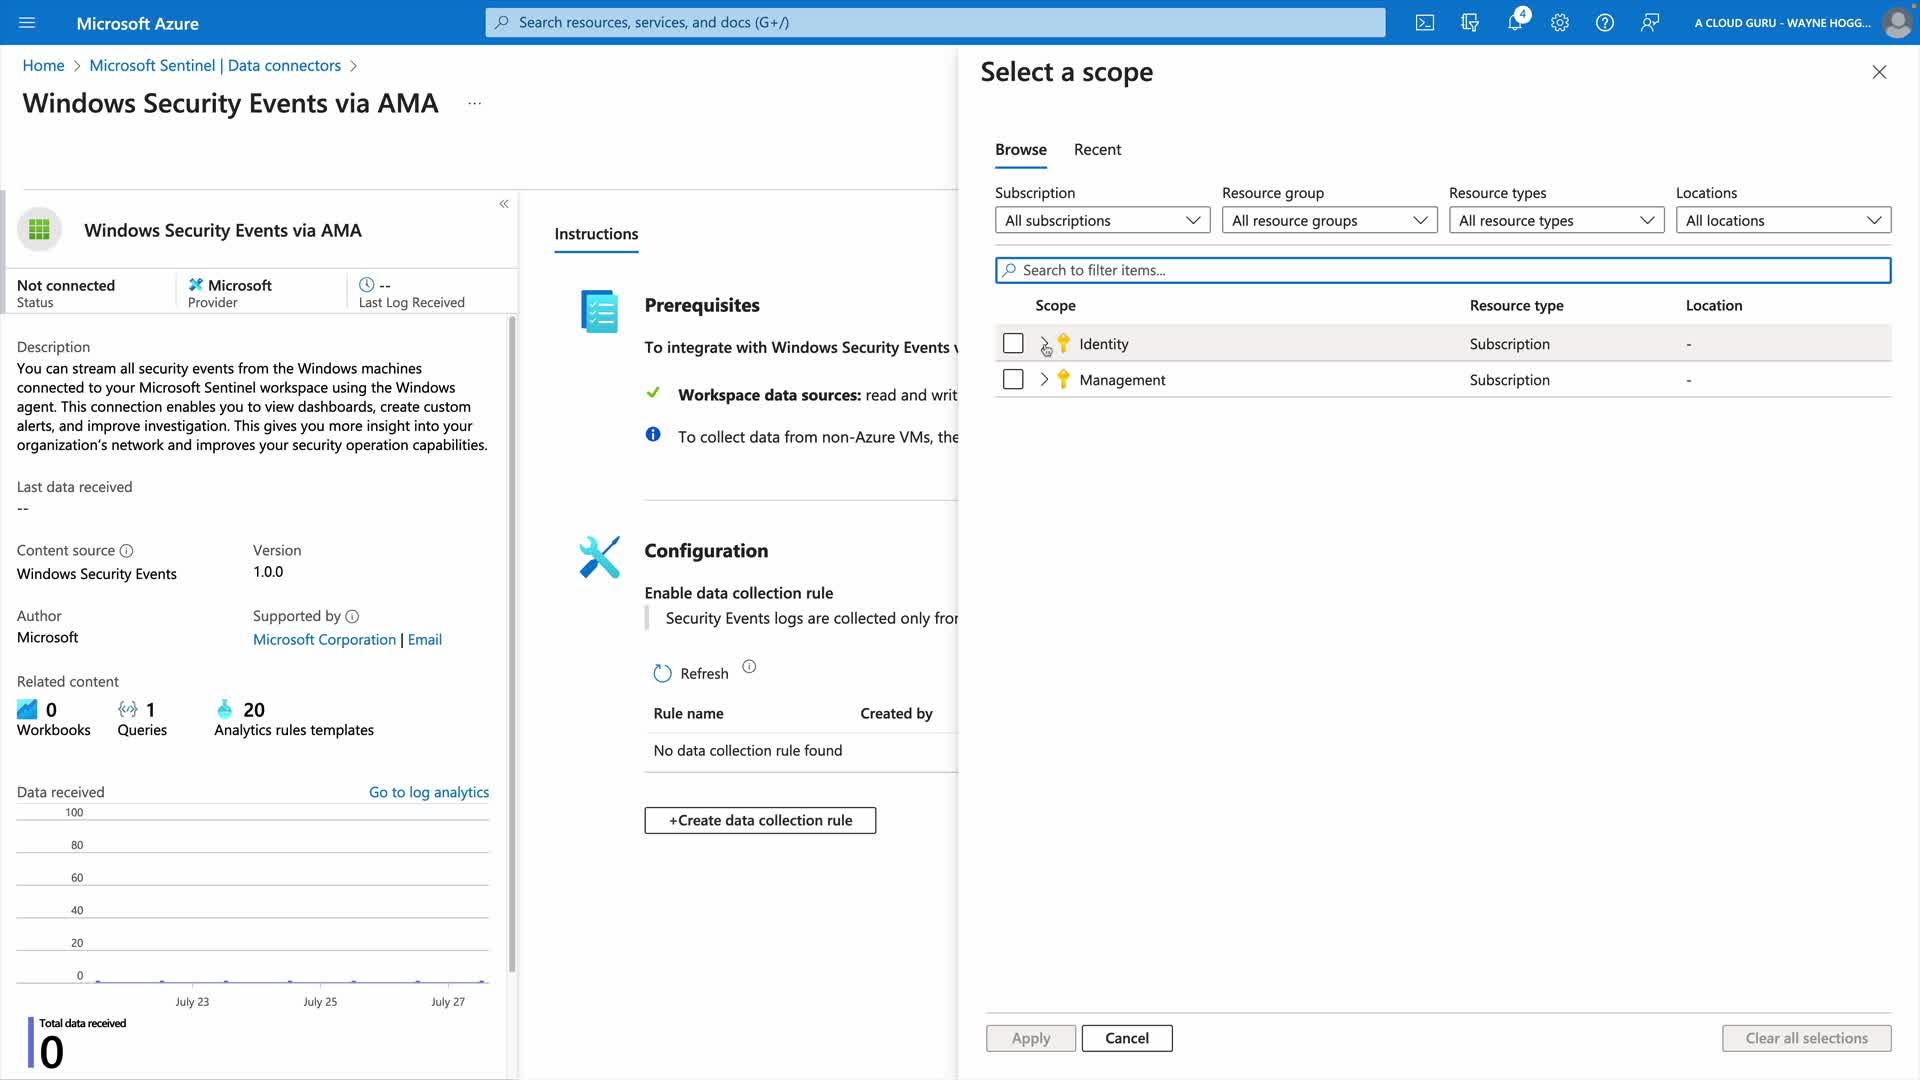 Microsoft Azure
Search resources, services, and docs (G+/)
4
A CLOUD GURU - WAYNE HOGG...
Home > Microsoft Sentinel | Data connectors >
Windows Security Events via AMA ...
«
Windows Security Events via AMA
Not connected
Status
Microsoft
Provider
--
Last Log Received
Description
You can stream all security events from the Windows machines
connected to your Microsoft Sentinel workspace using the Windows
agent. This connection enables you to view dashboards, create custom
alerts, and improve investigation. This gives you more insight into your
organization's network and improves your security operation capabilities.
Last data received
--
Content source
Windows Security Events
Version
1.0.0
Author
Microsoft
Supported by
Microsoft Corporation | Email
Related content
0
Workbooks
1
Queries
20
Analytics rules templates
Data received
Go to log analytics
100
80
60
40
20
0
July 23
July 25
July 27
Total data received
0
Instructions
Prerequisites
To integrate with Windows Security Events v
Workspace data sources: read and writ
To collect data from non-Azure VMs, the
Configuration
Enable data collection rule
Security Events logs are collected only fror
Refresh
Rule name
Created by
No data collection rule found
+Create data collection rule
Select a scope
Browse
Recent
Subscription
All subscriptions
Resource group
All resource groups
Resource types
All resource types
Locations
All locations
Search to filter items...
Scope
Resource type
Location
Identity
Subscription
-
Management
Subscription
-
Apply
Cancel
Clear all selections